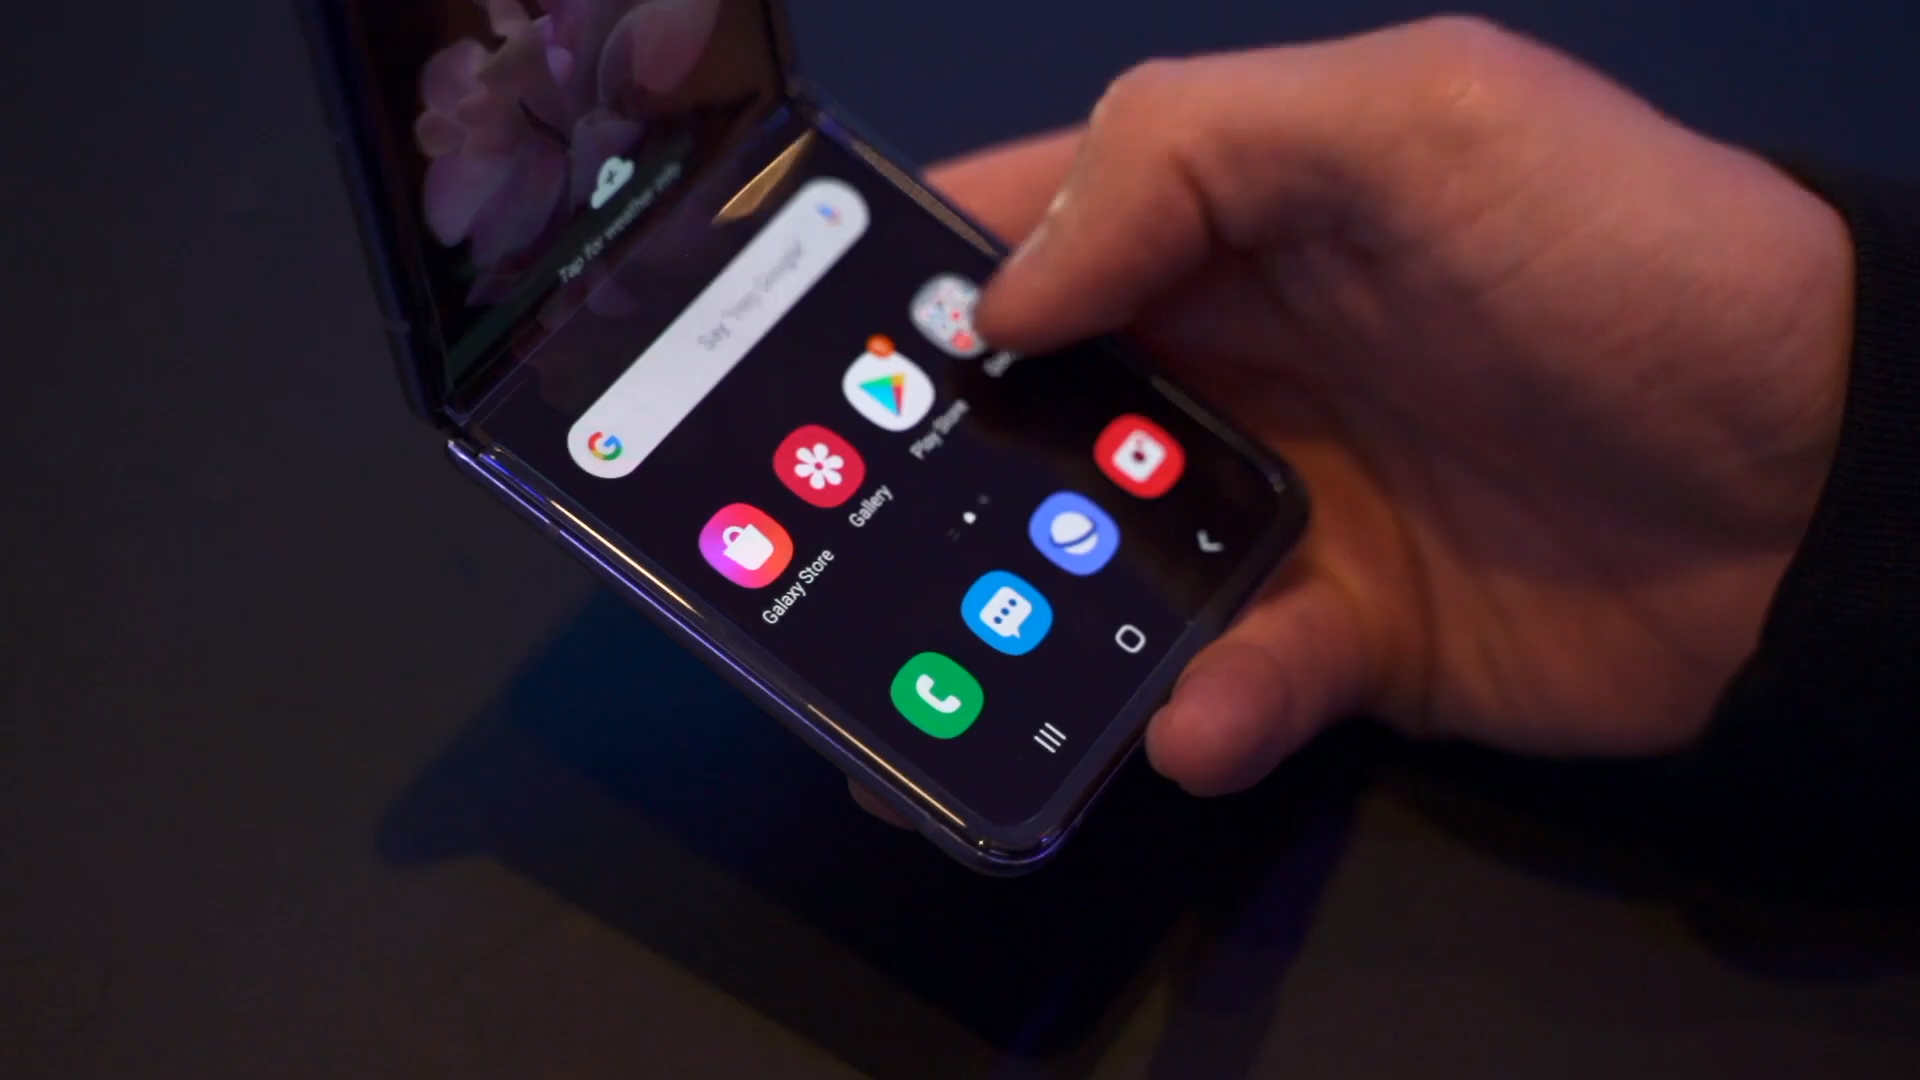 Tap for weather info
Say "Hey Google"
Galaxy Store
Gallery
Play Store